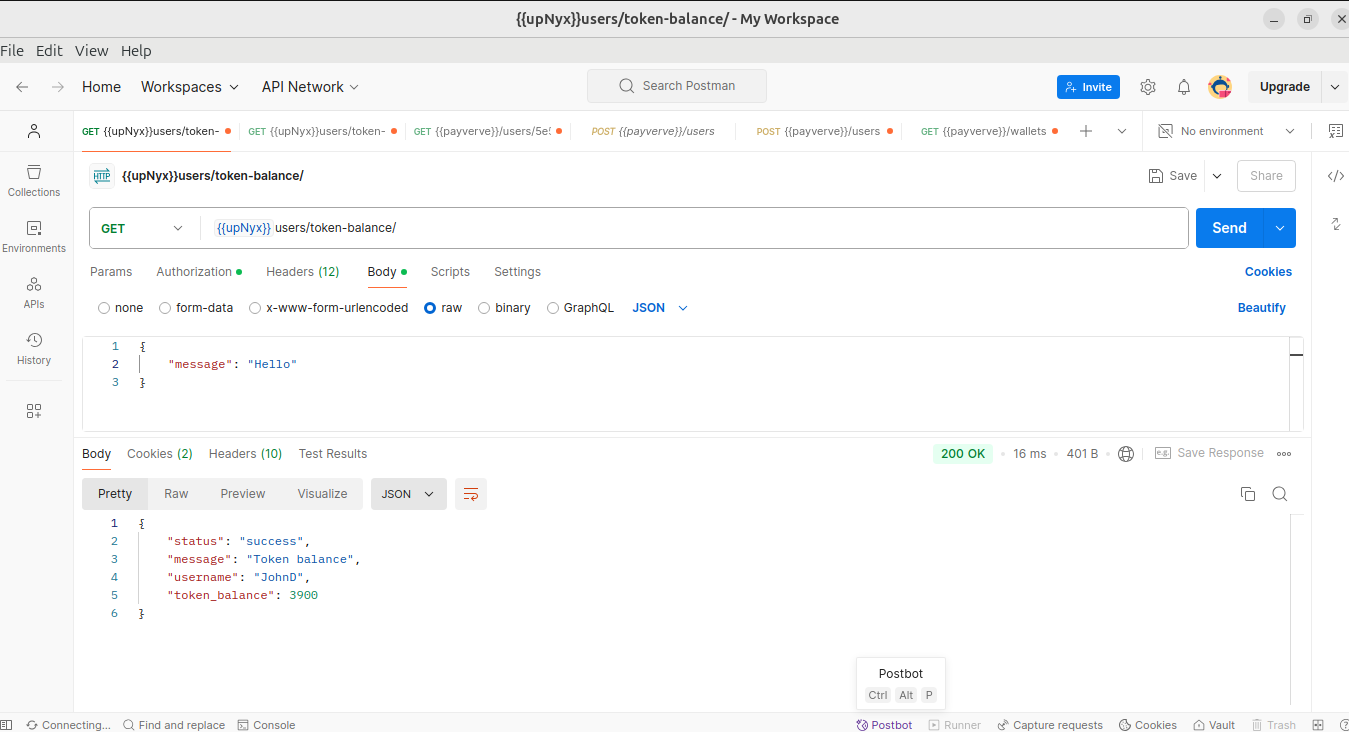 {{upNyx}}users/token-balance/ - My Workspace
File Edit View Help
Home Workspaces API Network Search Postman Invite Upgrade
GET {{upNyx}}users/token- GET {{upNyx}}users/token- GET {{payverve}}/users/5e5 POST {{payverve}}/users POST {{payverve}}/users GET {{payverve}}/wallets No environment
HTTP {{upNyx}}users/token-balance/ Save Share
Collections
GET {{upNyx}} users/token-balance/ Send
Environments
Params Authorization Headers (12) Body Scripts Settings Cookies
APIs
none form-data x-www-form-urlencoded raw binary GraphQL JSON Beautify
History
1 {
2 "message": "Hello"
3 }
Body Cookies (2) Headers (10) Test Results 200 OK 16 ms 401 B e.g. Save Response
Pretty Raw Preview Visualize JSON
1 {
2 "status": "success",
3 "message": "Token balance",
4 "username": "JohnD",
5 "token_balance": 3900
6 }
Postbot
Ctrl Alt P
Connecting... Find and replace Console Postbot Runner Capture requests Cookies Vault Trash